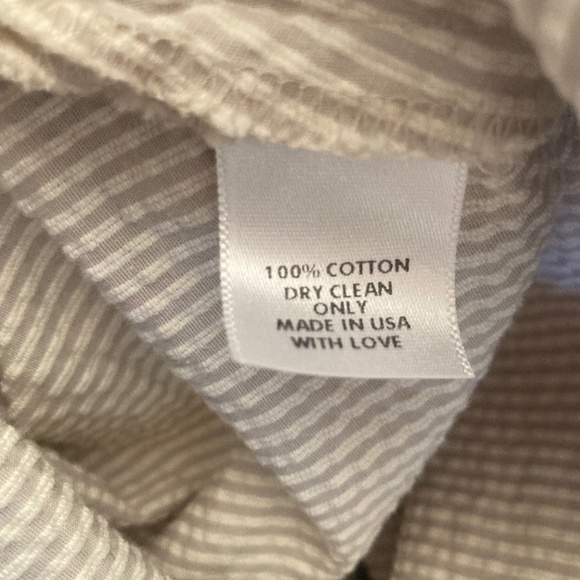 100% COTTON
DRY CLEAN
ONLY
MADE IN USA
WITH LOVE